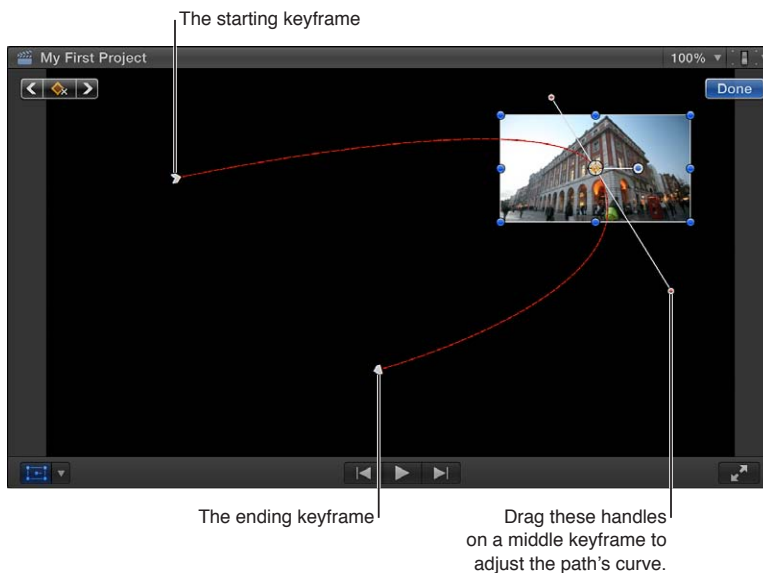 The starting keyframe
My First Project
100%
Done
The ending keyframe
Drag these handles
on a middle keyframe to
adjust the path’s curve.